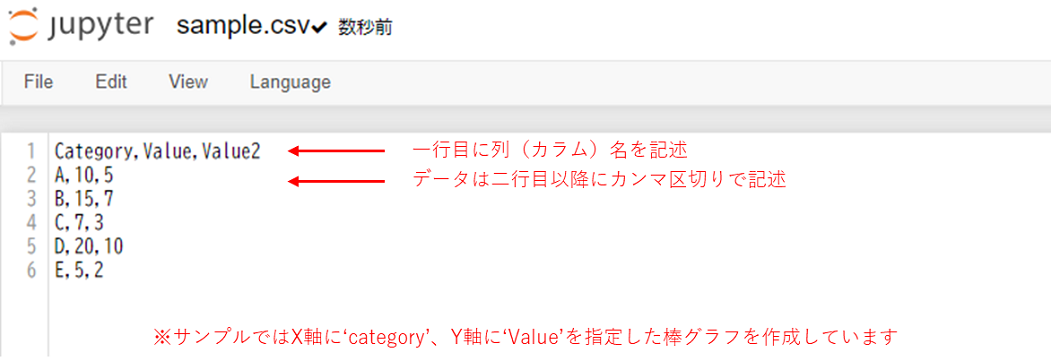 jupyter sample.csv✔ 数秒前
File Edit View Language
1 Category,Value,Value2 一行目に列（カラム）名を記述
2 A,10,5 データは二行目以降にカンマ区切りで記述
3 B,15,7
4 C,7,3
5 D,20,10
6 E,5,2
※サンプルではX軸に‘category’、Y軸に‘Value’を指定した棒グラフを作成しています